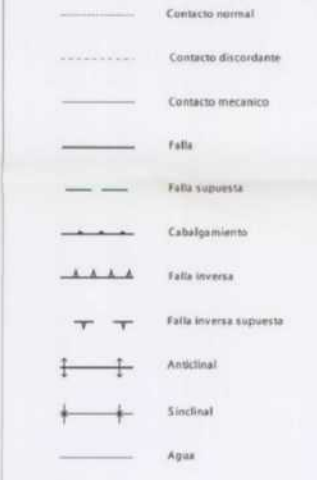 Contacto normal
Contacto discordante
Contacto mecanico
Falla
Falla supuesta
Cabalgamiento
Falla inversa
Falla inversa supuesta
Anticlinal
Sinclinal
Agua